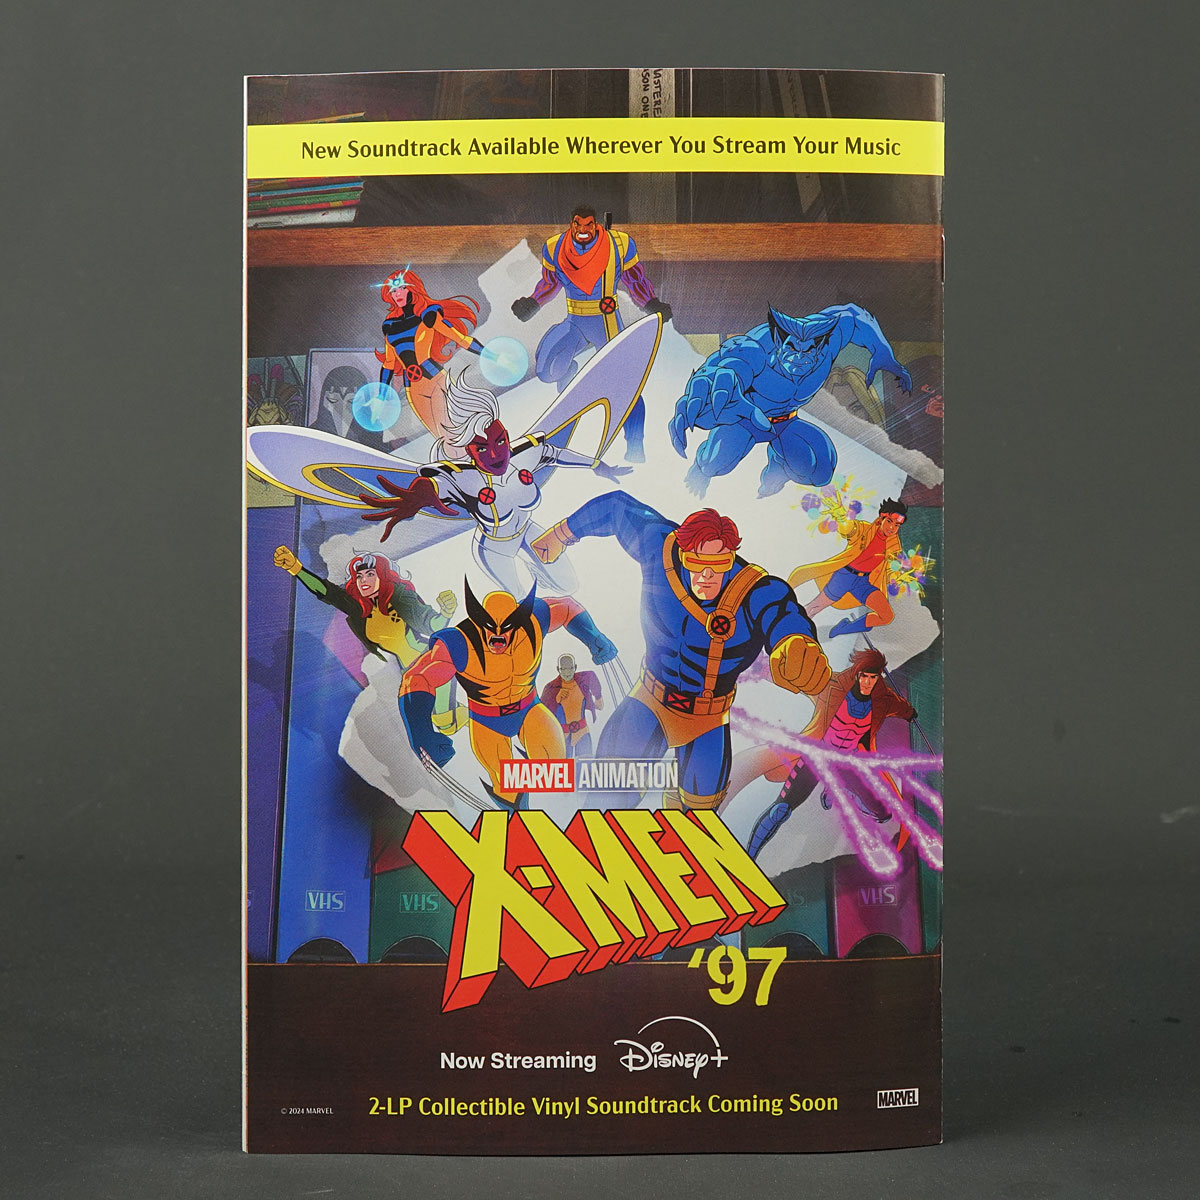 New Soundtrack Available Wherever You Stream Your Music
MARVEL ANIMATION
X-MEN
'97
VHS
VHS
VHS
Now Streaming Disney+
2-LP Collectible Vinyl Soundtrack Coming Soon
© 2024 MARVEL
MARVEL